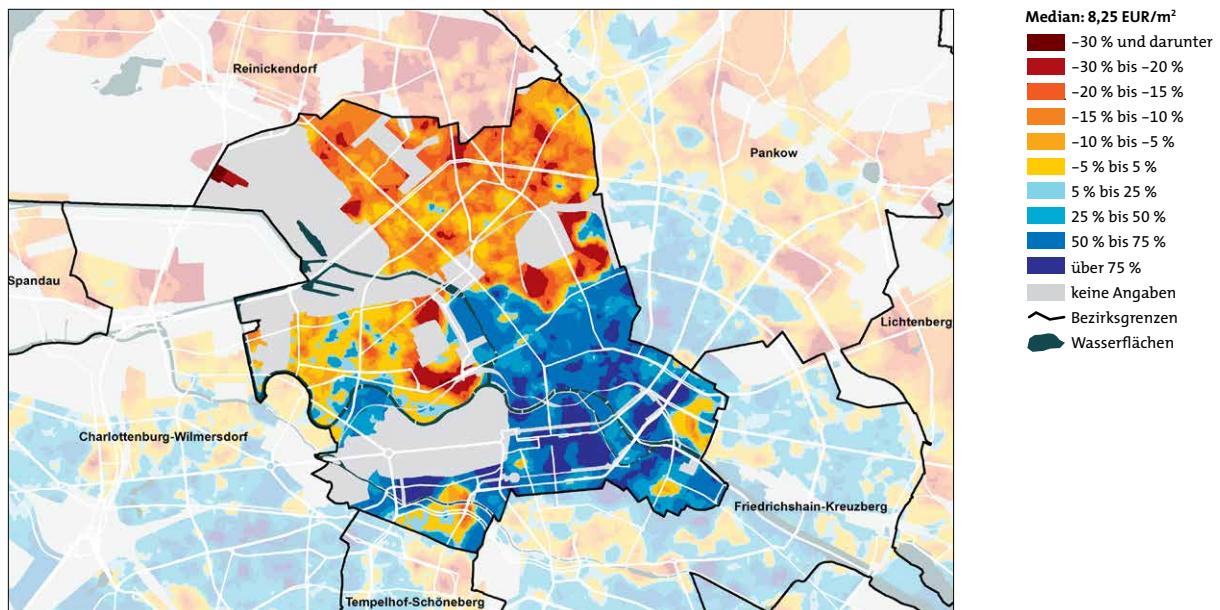 Reinickendorf
Pankow
Spandau
Lichtenberg
Charlottenburg-Wilmersdorf
Friedrichshain-Kreuzberg
Tempelhof-Schöneberg
Median: 8,25 EUR/m²
–30 % und darunter
–30 % bis –20 %
–20 % bis –15 %
–15 % bis –10 %
–10 % bis –5 %
–5 % bis 5 %
5 % bis 25 %
25 % bis 50 %
50 % bis 75 %
über 75 %
keine Angaben
Bezirksgrenzen
Wasserflächen